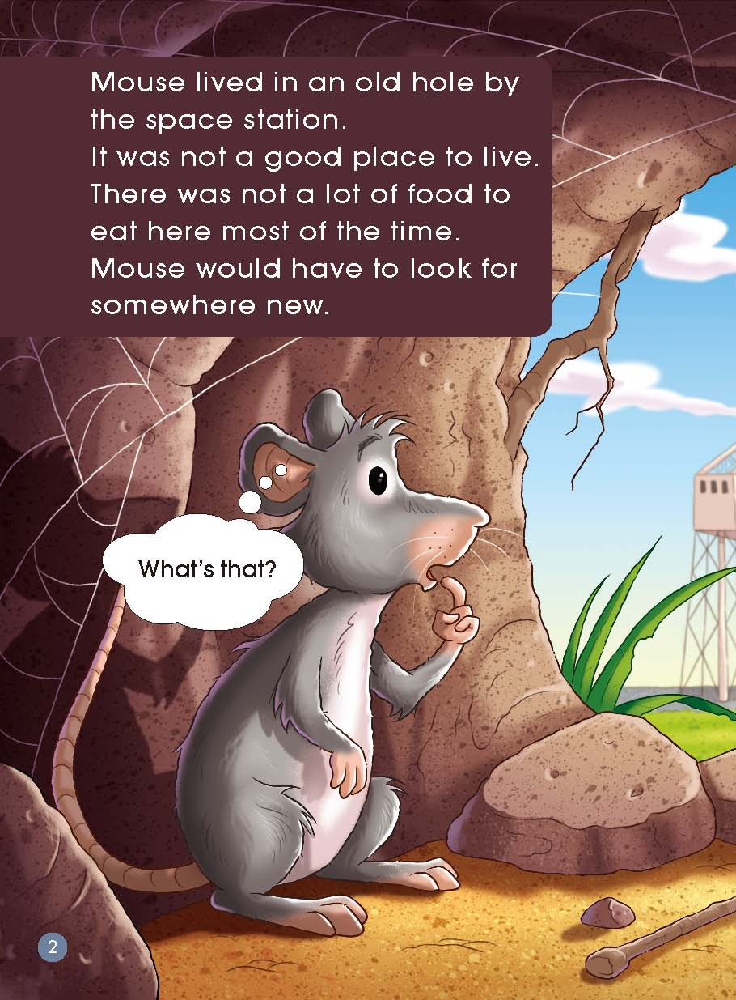 Mouse lived in an old hole by
the space station.
It was not a good place to live.
There was not a lot of food to
eat here most of the time.
Mouse would have to look for
somewhere new.
What's that?
2